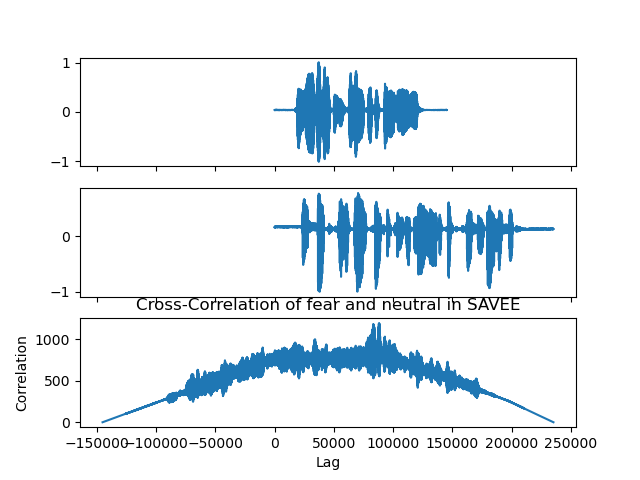 1
0
−1
0
−1
Cross-Correlation of fear and neutral in SAVEE
1000
500
0
Correlation
−150000 −100000 −50000 0 50000 100000 150000 200000 250000
Lag